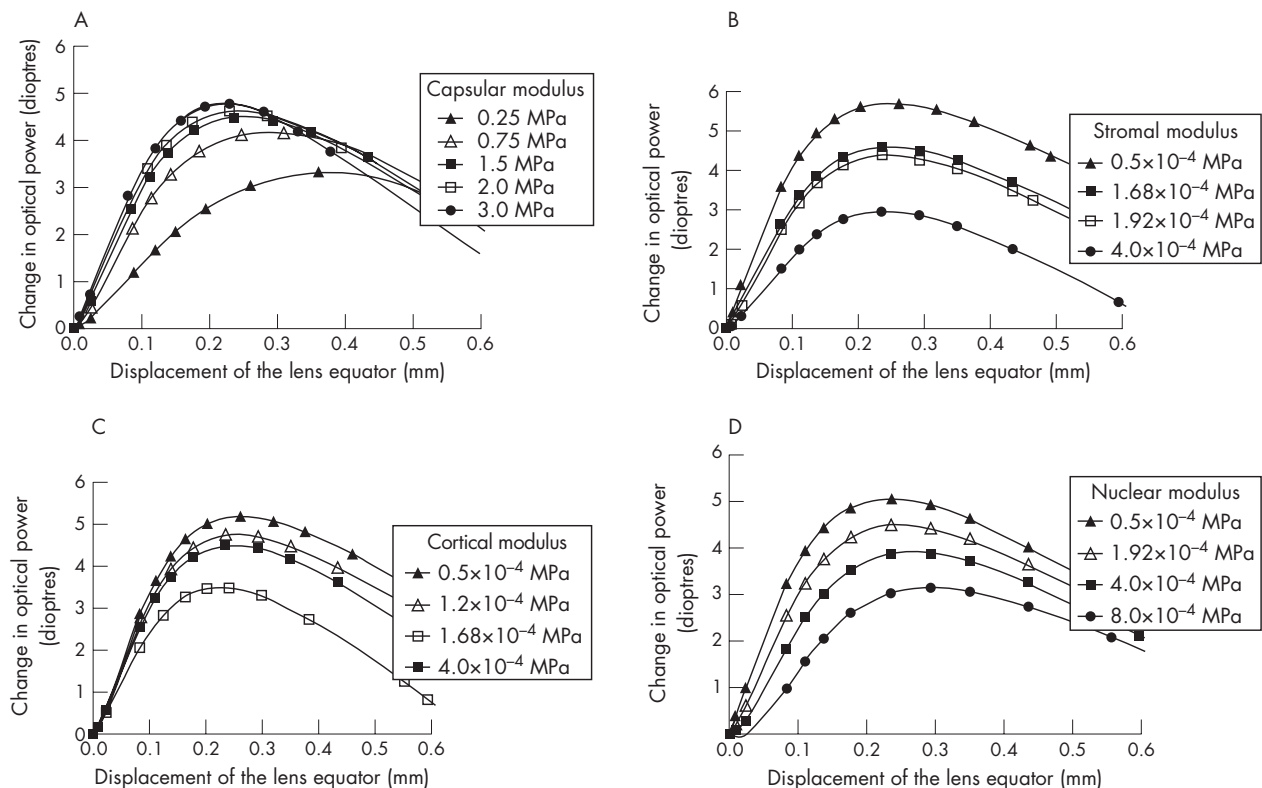 A
Change in optical power (dioptres)
6
5
4
3
2
1
0
0.0 0.1 0.2 0.3 0.4 0.5 0.6
Displacement of the lens equator (mm)
Capsular modulus
0.25 MPa
0.75 MPa
1.5 MPa
2.0 MPa
3.0 MPa
B
Change in optical power
(dioptres)
6
5
4
3
2
1
0
0.0 0.1 0.2 0.3 0.4 0.5 0.6
Displacement of the lens equator (mm)
Stromal modulus
0.5×10⁻⁴ MPa
1.68×10⁻⁴ MPa
1.92×10⁻⁴ MPa
4.0×10⁻⁴ MPa
C
Change in optical power
(dioptres)
6
5
4
3
2
1
0
0.0 0.1 0.2 0.3 0.4 0.5 0.6
Displacement of the lens equator (mm)
Cortical modulus
0.5×10⁻⁴ MPa
1.2×10⁻⁴ MPa
1.68×10⁻⁴ MPa
4.0×10⁻⁴ MPa
D
Change in optical power
(dioptres)
6
5
4
3
2
1
0.0 0.1 0.2 0.3 0.4 0.5 0.6
Displacement of the lens equator (mm)
Nuclear modulus
0.5×10⁻⁴ MPa
1.92×10⁻⁴ MPa
4.0×10⁻⁴ MPa
8.0×10⁻⁴ MPa